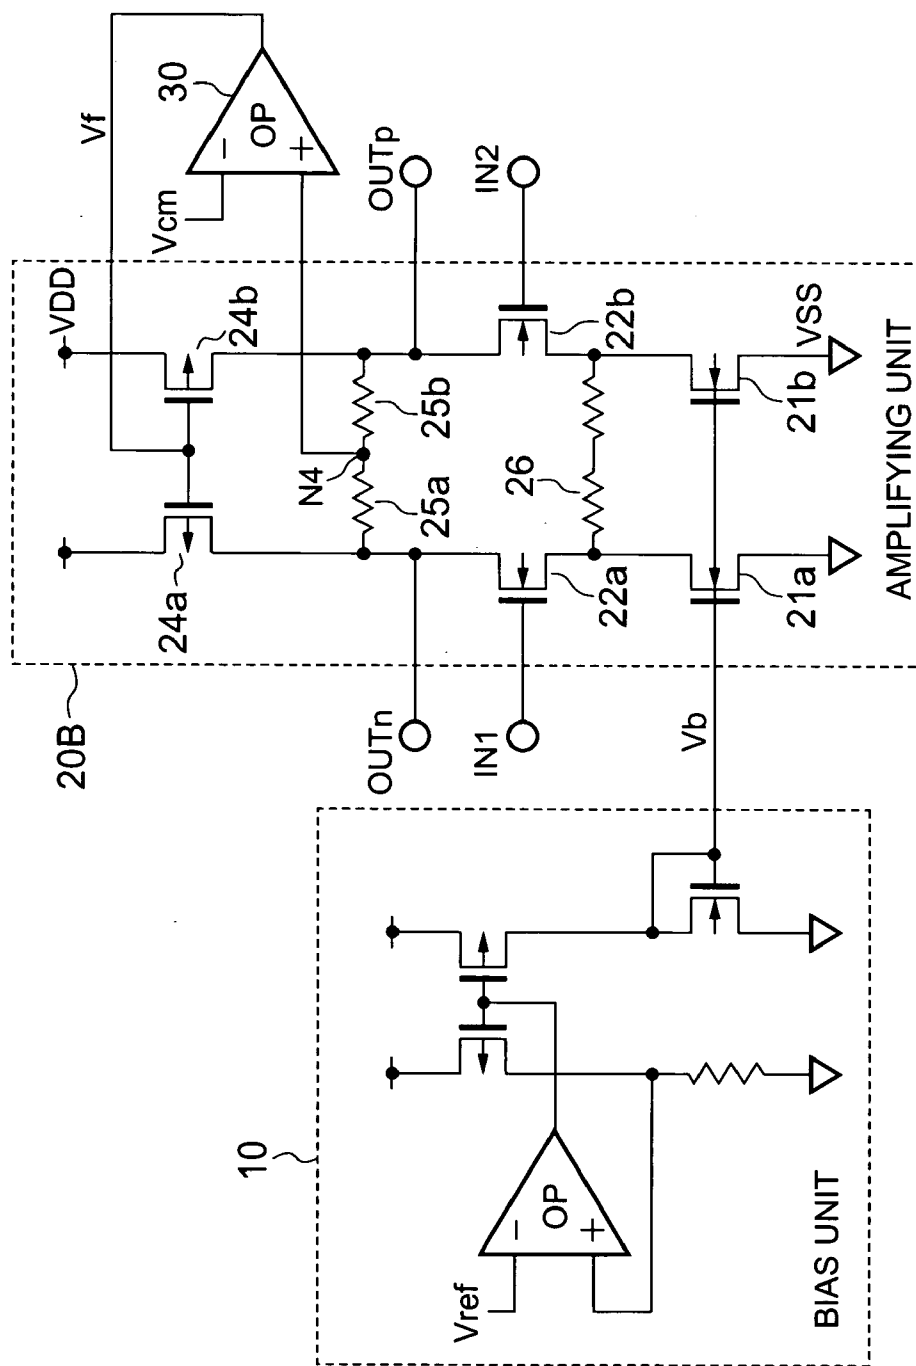 Vf
30
OP
−
+
Vcm
VDD
24a
24b
N4
25a
25b
OUTn
OUTp
IN1
IN2
22a
22b
26
21a
21b
VSS
AMPLIFYING UNIT
20B
Vb
10
Vref
OP
−
+
BIAS UNIT